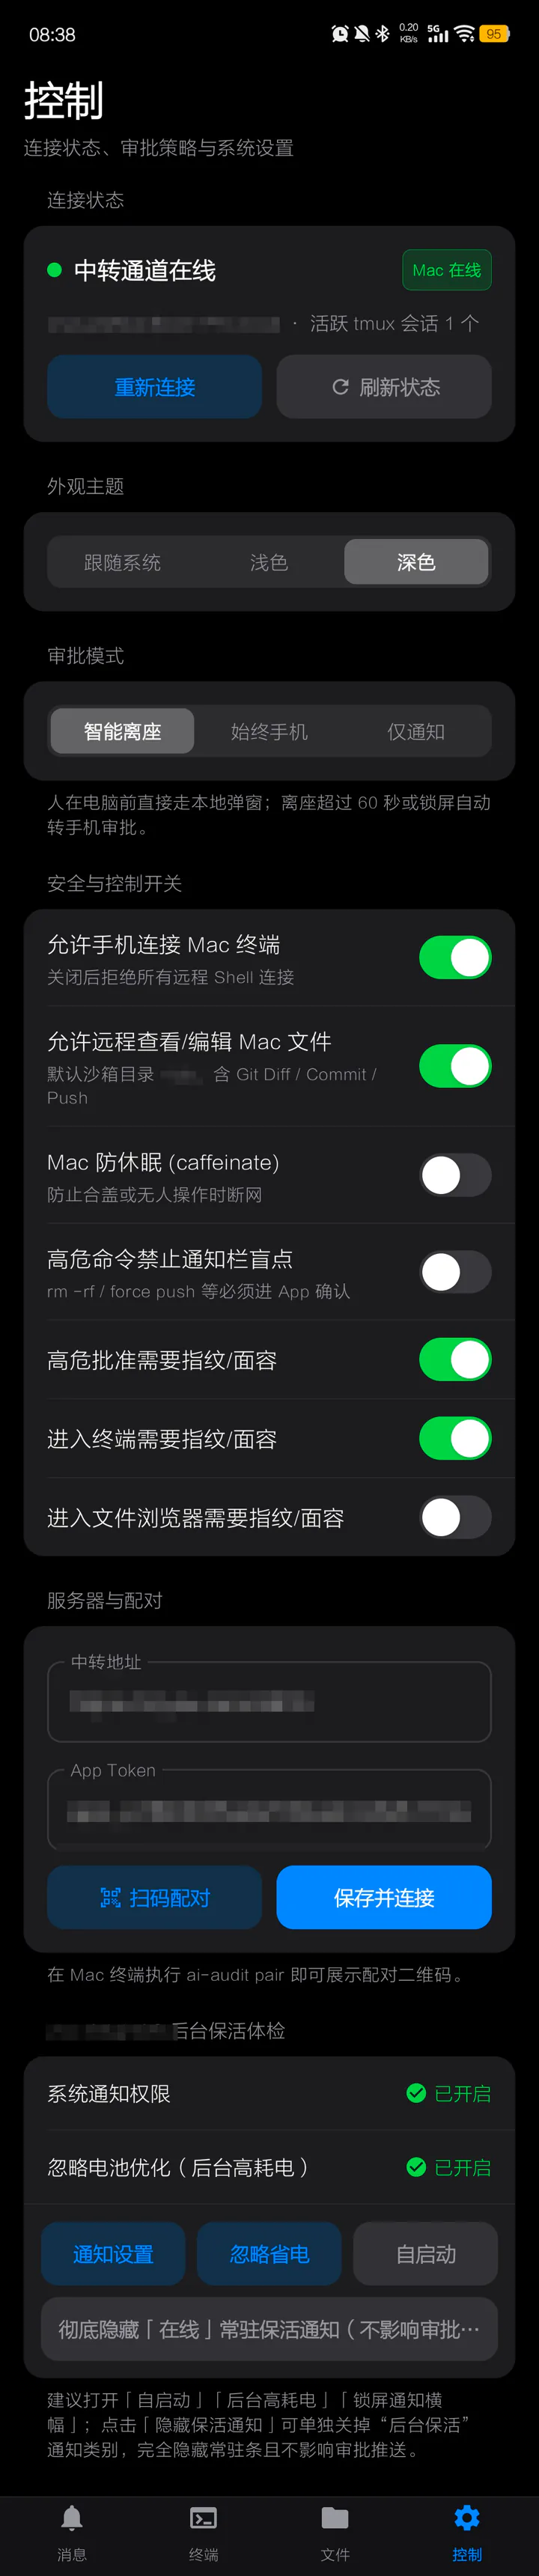 08:38
0.20 KB/s 5G 95
控制
连接状态、审批策略与系统设置
连接状态
中转通道在线
Mac 在线
· 活跃 tmux 会话 1 个
重新连接
刷新状态
外观主题
跟随系统 浅色 深色
审批模式
智能离座 始终手机 仅通知
人在电脑前直接走本地弹窗；离座超过 60 秒或锁屏自动
转手机审批。
安全与控制开关
允许手机连接 Mac 终端
关闭后拒绝所有远程 Shell 连接
允许远程查看/编辑 Mac 文件
默认沙箱目录 含 Git Diff / Commit /
Push
Mac 防休眠 (caffeinate)
防止合盖或无人操作时断网
高危命令禁止通知栏盲点
rm -rf / force push 等必须进 App 确认
高危批准需要指纹/面容
进入终端需要指纹/面容
进入文件浏览器需要指纹/面容
服务器与配对
中转地址
App Token
扫码配对
保存并连接
在 Mac 终端执行 ai-audit pair 即可展示配对二维码。
后台保活体检
系统通知权限 已开启
忽略电池优化（后台高耗电） 已开启
通知设置 忽略省电 自启动
彻底隐藏「在线」常驻保活通知（不影响审批…
建议打开「自启动」「后台高耗电」「锁屏通知横
幅」；点击「隐藏保活通知」可单独关掉“后台保活”
通知类别，完全隐藏常驻条且不影响审批推送。
消息 终端 文件 控制